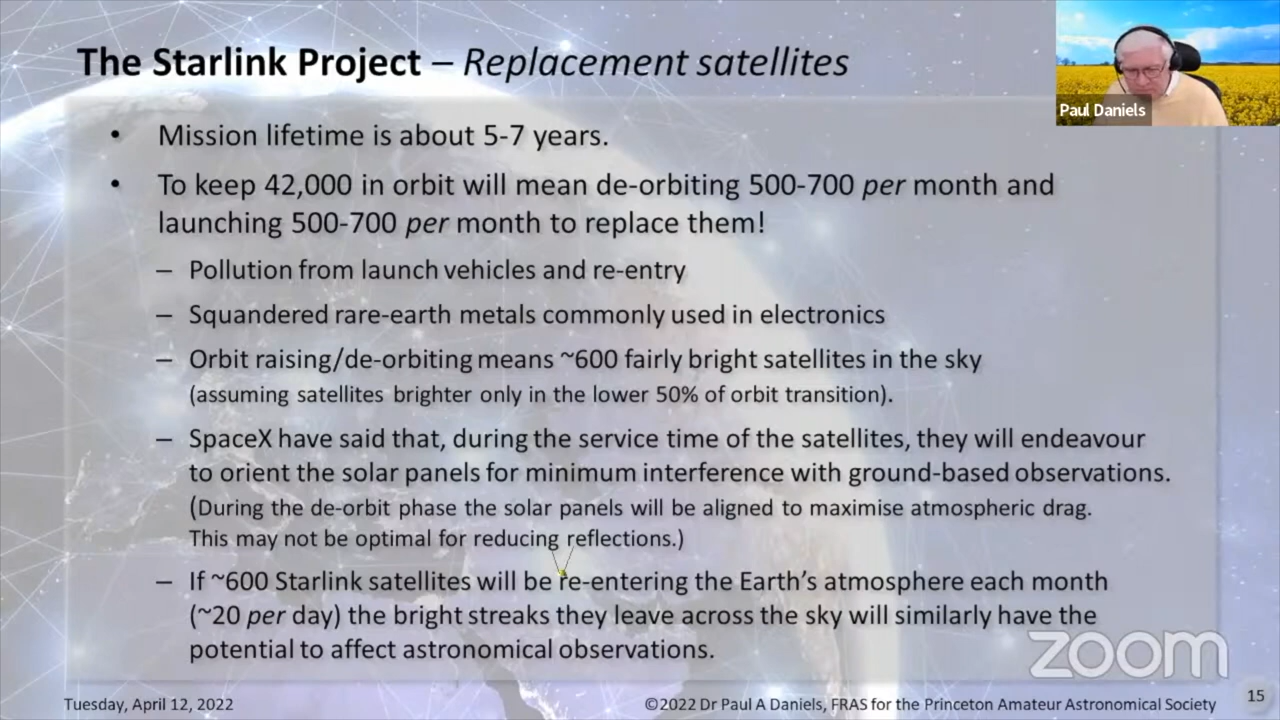 The Starlink Project – Replacement satellites
Paul Daniels
• Mission lifetime is about 5-7 years.
• To keep 42,000 in orbit will mean de-orbiting 500-700 per month and
launching 500-700 per month to replace them!
– Pollution from launch vehicles and re-entry
– Squandered rare-earth metals commonly used in electronics
– Orbit raising/de-orbiting means ~600 fairly bright satellites in the sky
(assuming satellites brighter only in the lower 50% of orbit transition).
– SpaceX have said that, during the service time of the satellites, they will endeavour
to orient the solar panels for minimum interference with ground-based observations.
(During the de-orbit phase the solar panels will be aligned to maximise atmospheric drag.
This may not be optimal for reducing reflections.)
– If ~600 Starlink satellites will be re-entering the Earth’s atmosphere each month
(~20 per day) the bright streaks they leave across the sky will similarly have the
potential to affect astronomical observations.
zoom
Tuesday, April 12, 2022
©2022 Dr Paul A Daniels, FRAS for the Princeton Amateur Astronomical Society
15